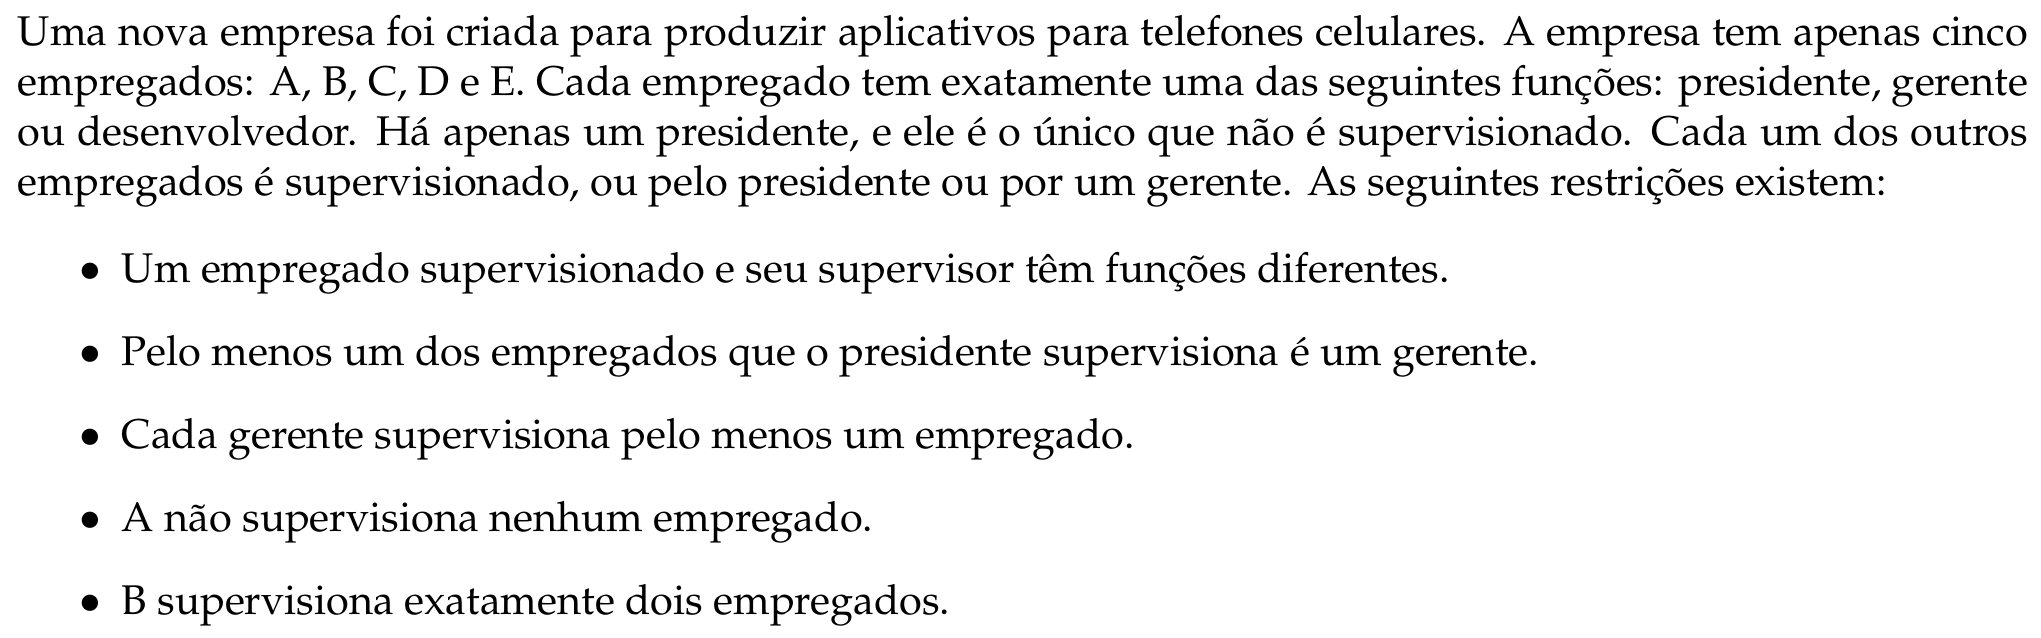 Uma nova empresa foi criada para produzir aplicativos para telefones celulares. A empresa tem apenas cinco
empregados: A, B, C, D e E. Cada empregado tem exatamente uma das seguintes funções: presidente, gerente
ou desenvolvedor. Há apenas um presidente, e ele é o único que não é supervisionado. Cada um dos outros
empregados é supervisionado, ou pelo presidente ou por um gerente. As seguintes restrições existem:
• Um empregado supervisionado e seu supervisor têm funções diferentes.
• Pelo menos um dos empregados que o presidente supervisiona é um gerente.
• Cada gerente supervisiona pelo menos um empregado.
• A não supervisiona nenhum empregado.
• B supervisiona exatamente dois empregados.